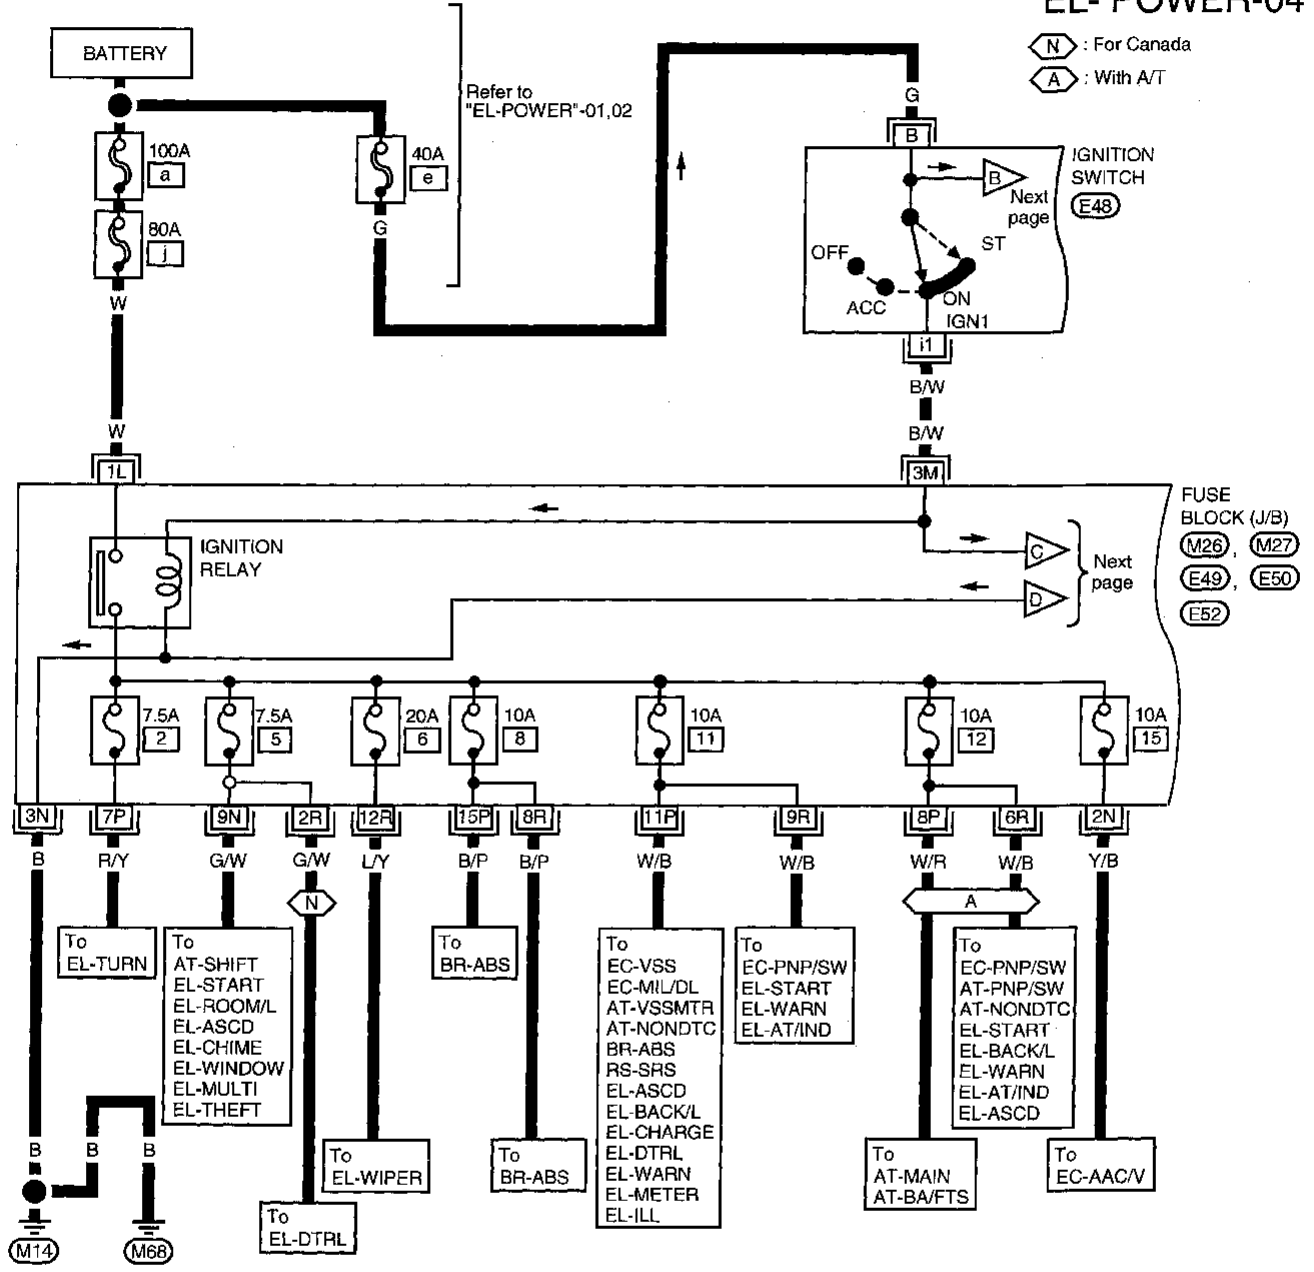 EL- POWER-04
N : For Canada
A : With A/T
BATTERY
Refer to
"EL-POWER"-01,02
100A
a
80A
j
40A
e
G
W
W
G
B
IGNITION
SWITCH
E48
B
Next
page
OFF
ACC
ST
ON
IGN1
i1
B/W
B/W
1L
3M
FUSE
BLOCK (J/B)
M26 , M27
E49 , E50
E52
IGNITION
RELAY
C
D
Next
page
7.5A
2
7.5A
5
20A
6
10A
8
10A
11
10A
12
10A
15
3N 7P 9N 2R 12R 15P 8R 11P 9R 8P 6R 2N
B R/Y G/W G/W L/Y B/P B/P W/B W/B W/R W/B Y/B
N
A
To
EL-TURN
To
AT-SHIFT
EL-START
EL-ROOM/L
EL-ASCD
EL-CHIME
EL-WINDOW
EL-MULTI
EL-THEFT
To
BR-ABS
To
EC-VSS
EC-MIL/DL
AT-VSSMTR
AT-NONDTC
BR-ABS
RS-SRS
EL-ASCD
EL-BACK/L
EL-CHARGE
EL-DTRL
EL-WARN
EL-METER
EL-ILL
To
EC-PNP/SW
EL-START
EL-WARN
EL-AT/IND
To
EC-PNP/SW
AT-PNP/SW
AT-NONDTC
EL-START
EL-BACK/L
EL-WARN
EL-AT/IND
EL-ASCD
B B B
To
EL-WIPER
To
BR-ABS
To
AT-MAIN
AT-BA/FTS
To
EC-AAC/V
To
EL-DTRL
M14
M68